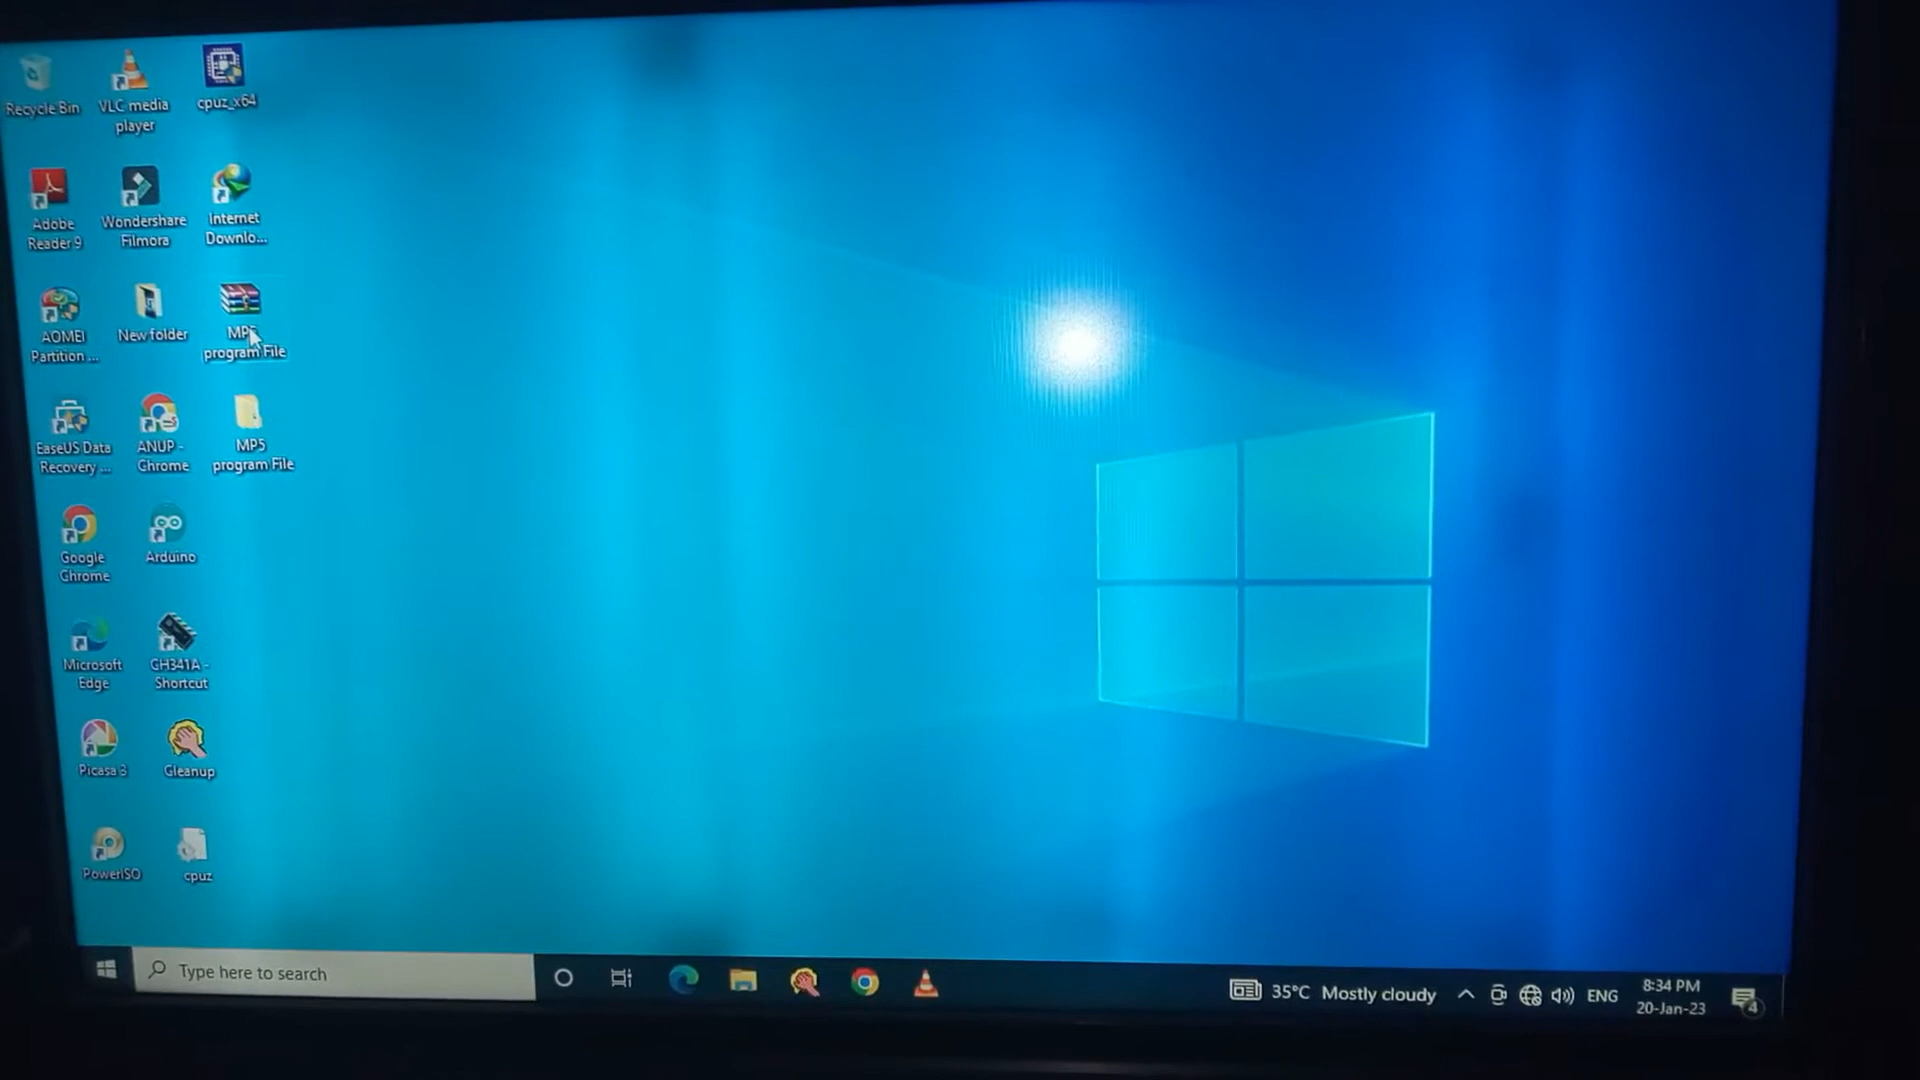 Recycle Bin
VLC media
player
cpuz_x64
Adobe
Reader 9
Wondershare
Filmora
Internet
Downlo...
AOMEI
Partition ...
New folder
MP5
program File
EaseUS Data
Recovery ...
ANUP -
Chrome
MP5
program File
Google
Chrome
Arduino
Microsoft
Edge
CH341A -
Shortcut
Picasa 3
Cleanup
PowerISO
cpuz
Type here to search
35°C Mostly cloudy
ENG
8:34 PM
20-Jan-23
4